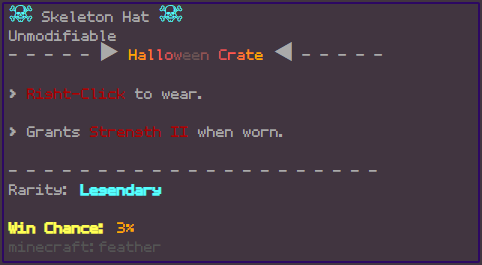 ☠ Skeleton Hat ☠
Unmodifiable
- - - - - ▶ Halloween Crate ◀ - - - - -
> Right-Click to wear.
> Grants Strength II when worn.
- - - - - - - - - - - - - - - - - - - -
Rarity: Legendary
Win Chance: 3%
minecraft:feather